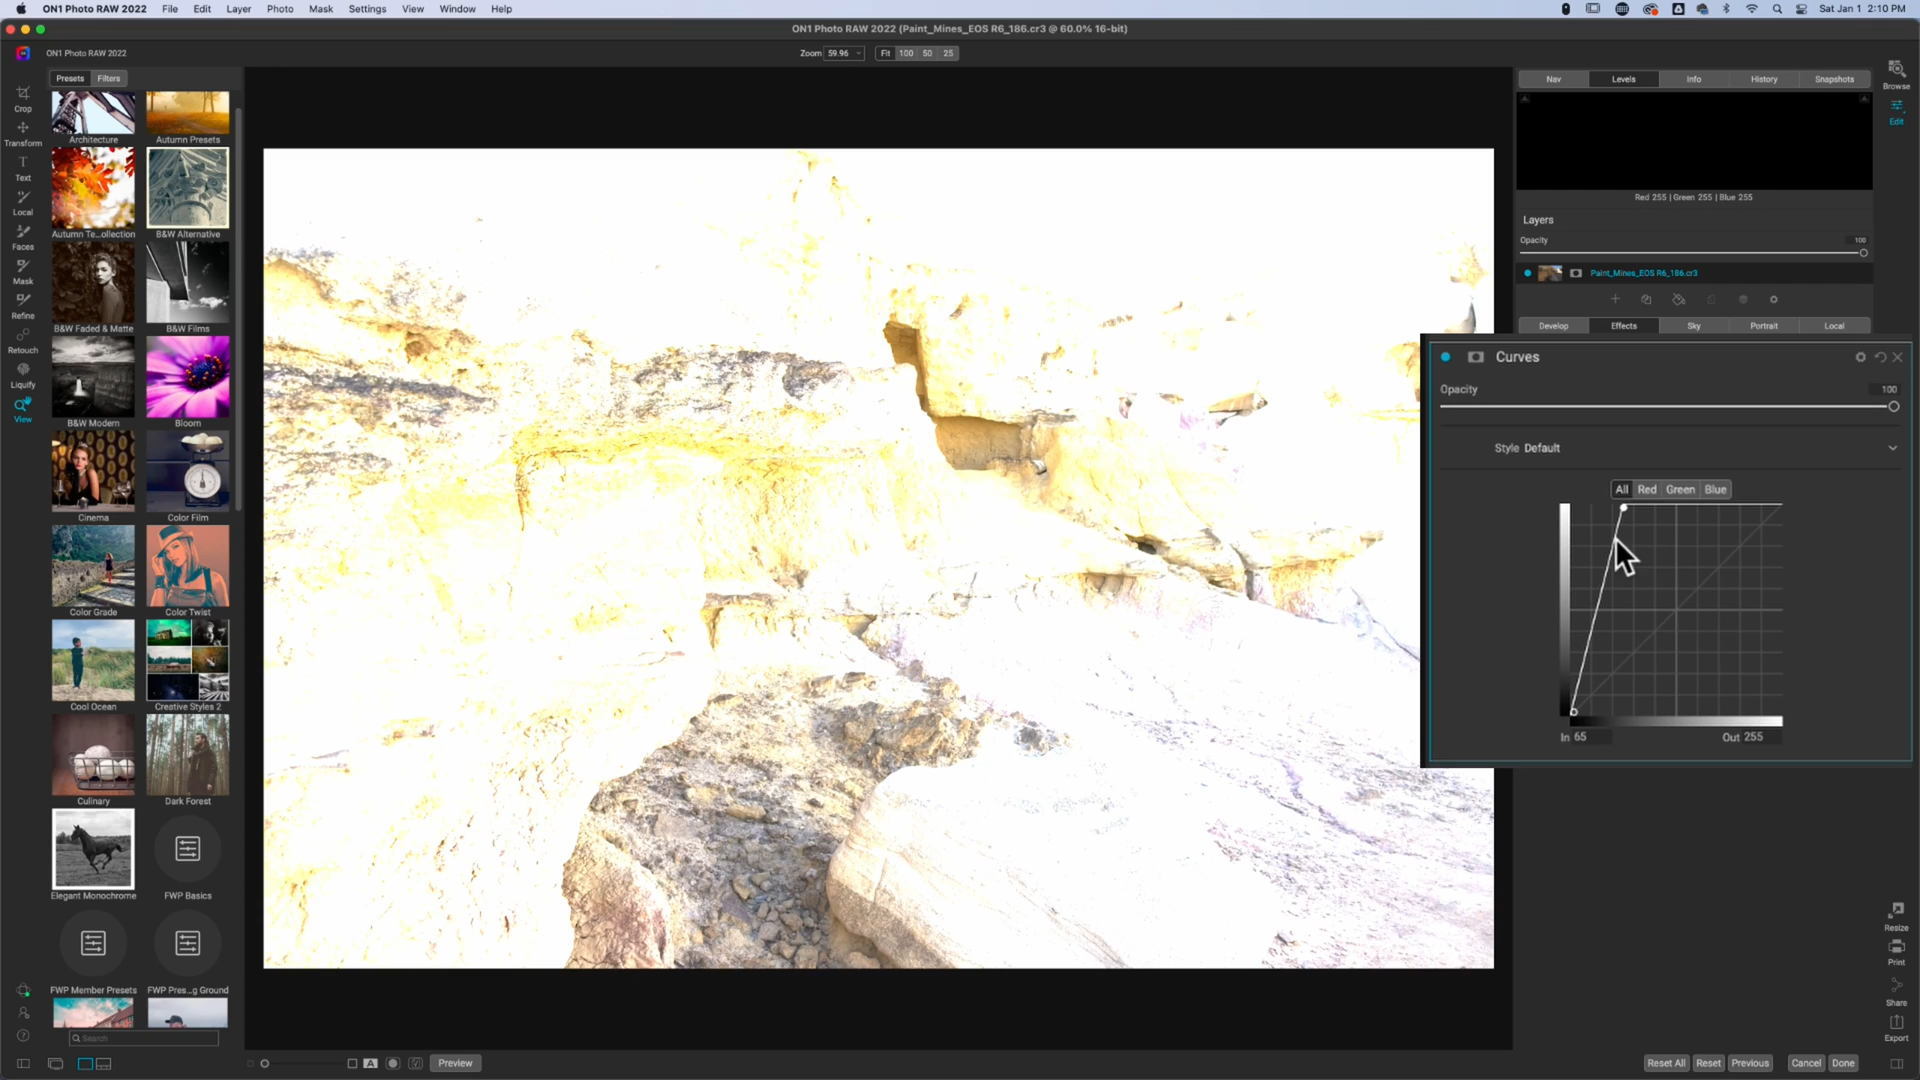 ON1 Photo RAW 2022 File Edit Layer Photo Mask Settings View Window Help
Sat Jan 1 2:10 PM
ON1 Photo RAW 2022 (Paint_Mines_EOS R6_186.cr3 @ 60.0% 16-bit)
ON1 Photo RAW 2022
Zoom 59.96 Fit 100 50 25
Presets Filters
Nav Levels Info History Snapshots
Browse
Edit
Crop
Transform
Text
Local
Faces
Mask
Refine
Retouch
Liquify
View
Architecture Autumn Presets
Autumn Te...ollection B&W Alternative
B&W Faded & Matte B&W Films
B&W Modern Bloom
Cinema Color Film
Color Grade Color Twist
Cool Ocean Creative Styles 2
Culinary Dark Forest
Elegant Monochrome FWP Basics
FWP Member Presets FWP Pres...g Ground
Search
Red 255 | Green 255 | Blue 255
Layers
Opacity 100
Paint_Mines_EOS R6_186.cr3
Develop Effects Sky Portrait Local
Curves
Opacity 100
Style Default
All Red Green Blue
In 65 Out 255
Resize
Print
Share
Export
A Preview
Reset All Reset Previous Cancel Done